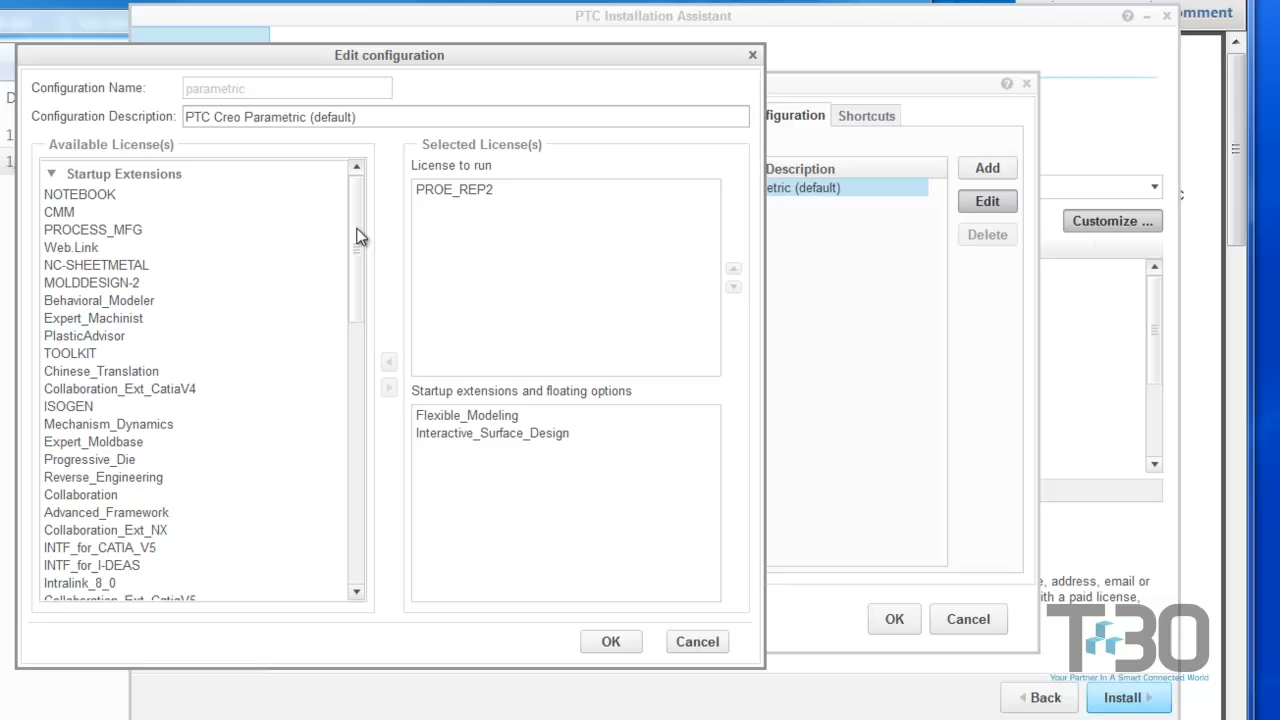 PTC Installation Assistant
omment
Edit configuration
Configuration Name:
parametric
Configuration Description:
PTC Creo Parametric (default)
Available License(s)
Startup Extensions
NOTEBOOK
CMM
PROCESS_MFG
Web.Link
NC-SHEETMETAL
MOLDDESIGN-2
Behavioral_Modeler
Expert_Machinist
PlasticAdvisor
TOOLKIT
Chinese_Translation
Collaboration_Ext_CatiaV4
ISOGEN
Mechanism_Dynamics
Expert_Moldbase
Progressive_Die
Reverse_Engineering
Collaboration
Advanced_Framework
Collaboration_Ext_NX
INTF_for_CATIA_V5
INTF_for_I-DEAS
Intralink_8_0
Collaboration_Ext_CatiaV5
Selected License(s)
License to run
PROE_REP2
Startup extensions and floating options
Flexible_Modeling
Interactive_Surface_Design
OK
Cancel
figuration
Shortcuts
Description
etric (default)
Add
Edit
Delete
OK
Cancel
Customize ...
e, address, email or
ith a paid license,
T30
Your Partner In A Smart Connected World
Back
Install